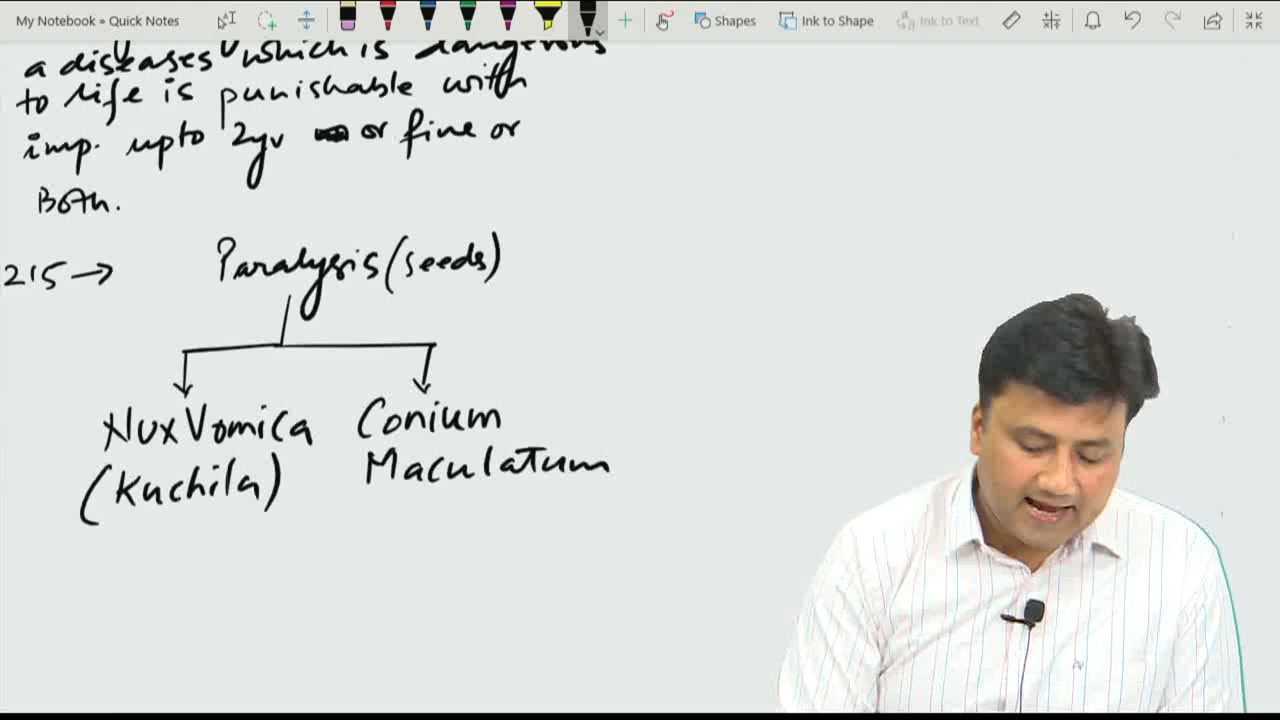 My Notebook » Quick Notes
Shapes
Ink to Shape
Ink to Text
a diseases which is dangerous
to life is punishable with
imp. upto 2yr or fine or
Both.
215 → Paralysis (seeds)
Nux Vomica Conium
(Kuchila) Maculatum